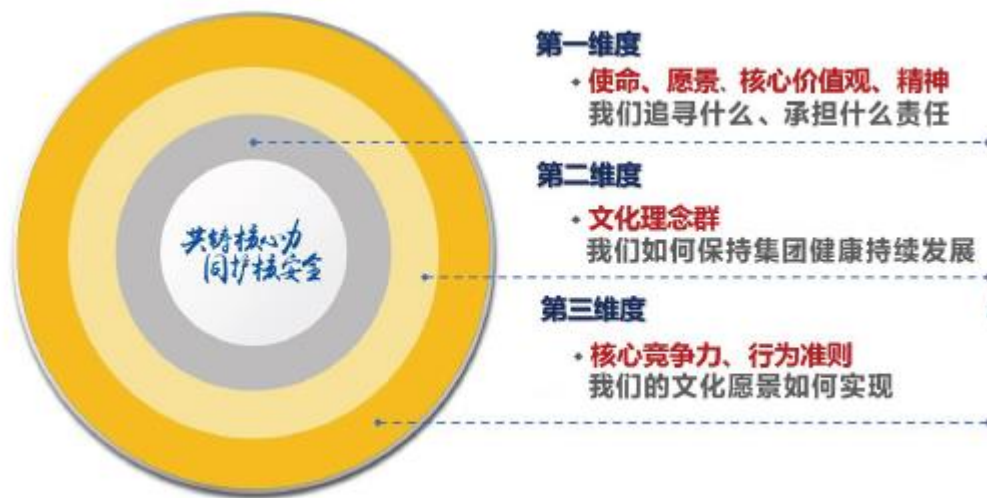 共铸核心力
同护核安全
第一维度
• 使命、愿景、核心价值观、精神
我们追寻什么、承担什么责任
第二维度
• 文化理念群
我们如何保持集团健康持续发展
第三维度
• 核心竞争力、行为准则
我们的文化愿景如何实现